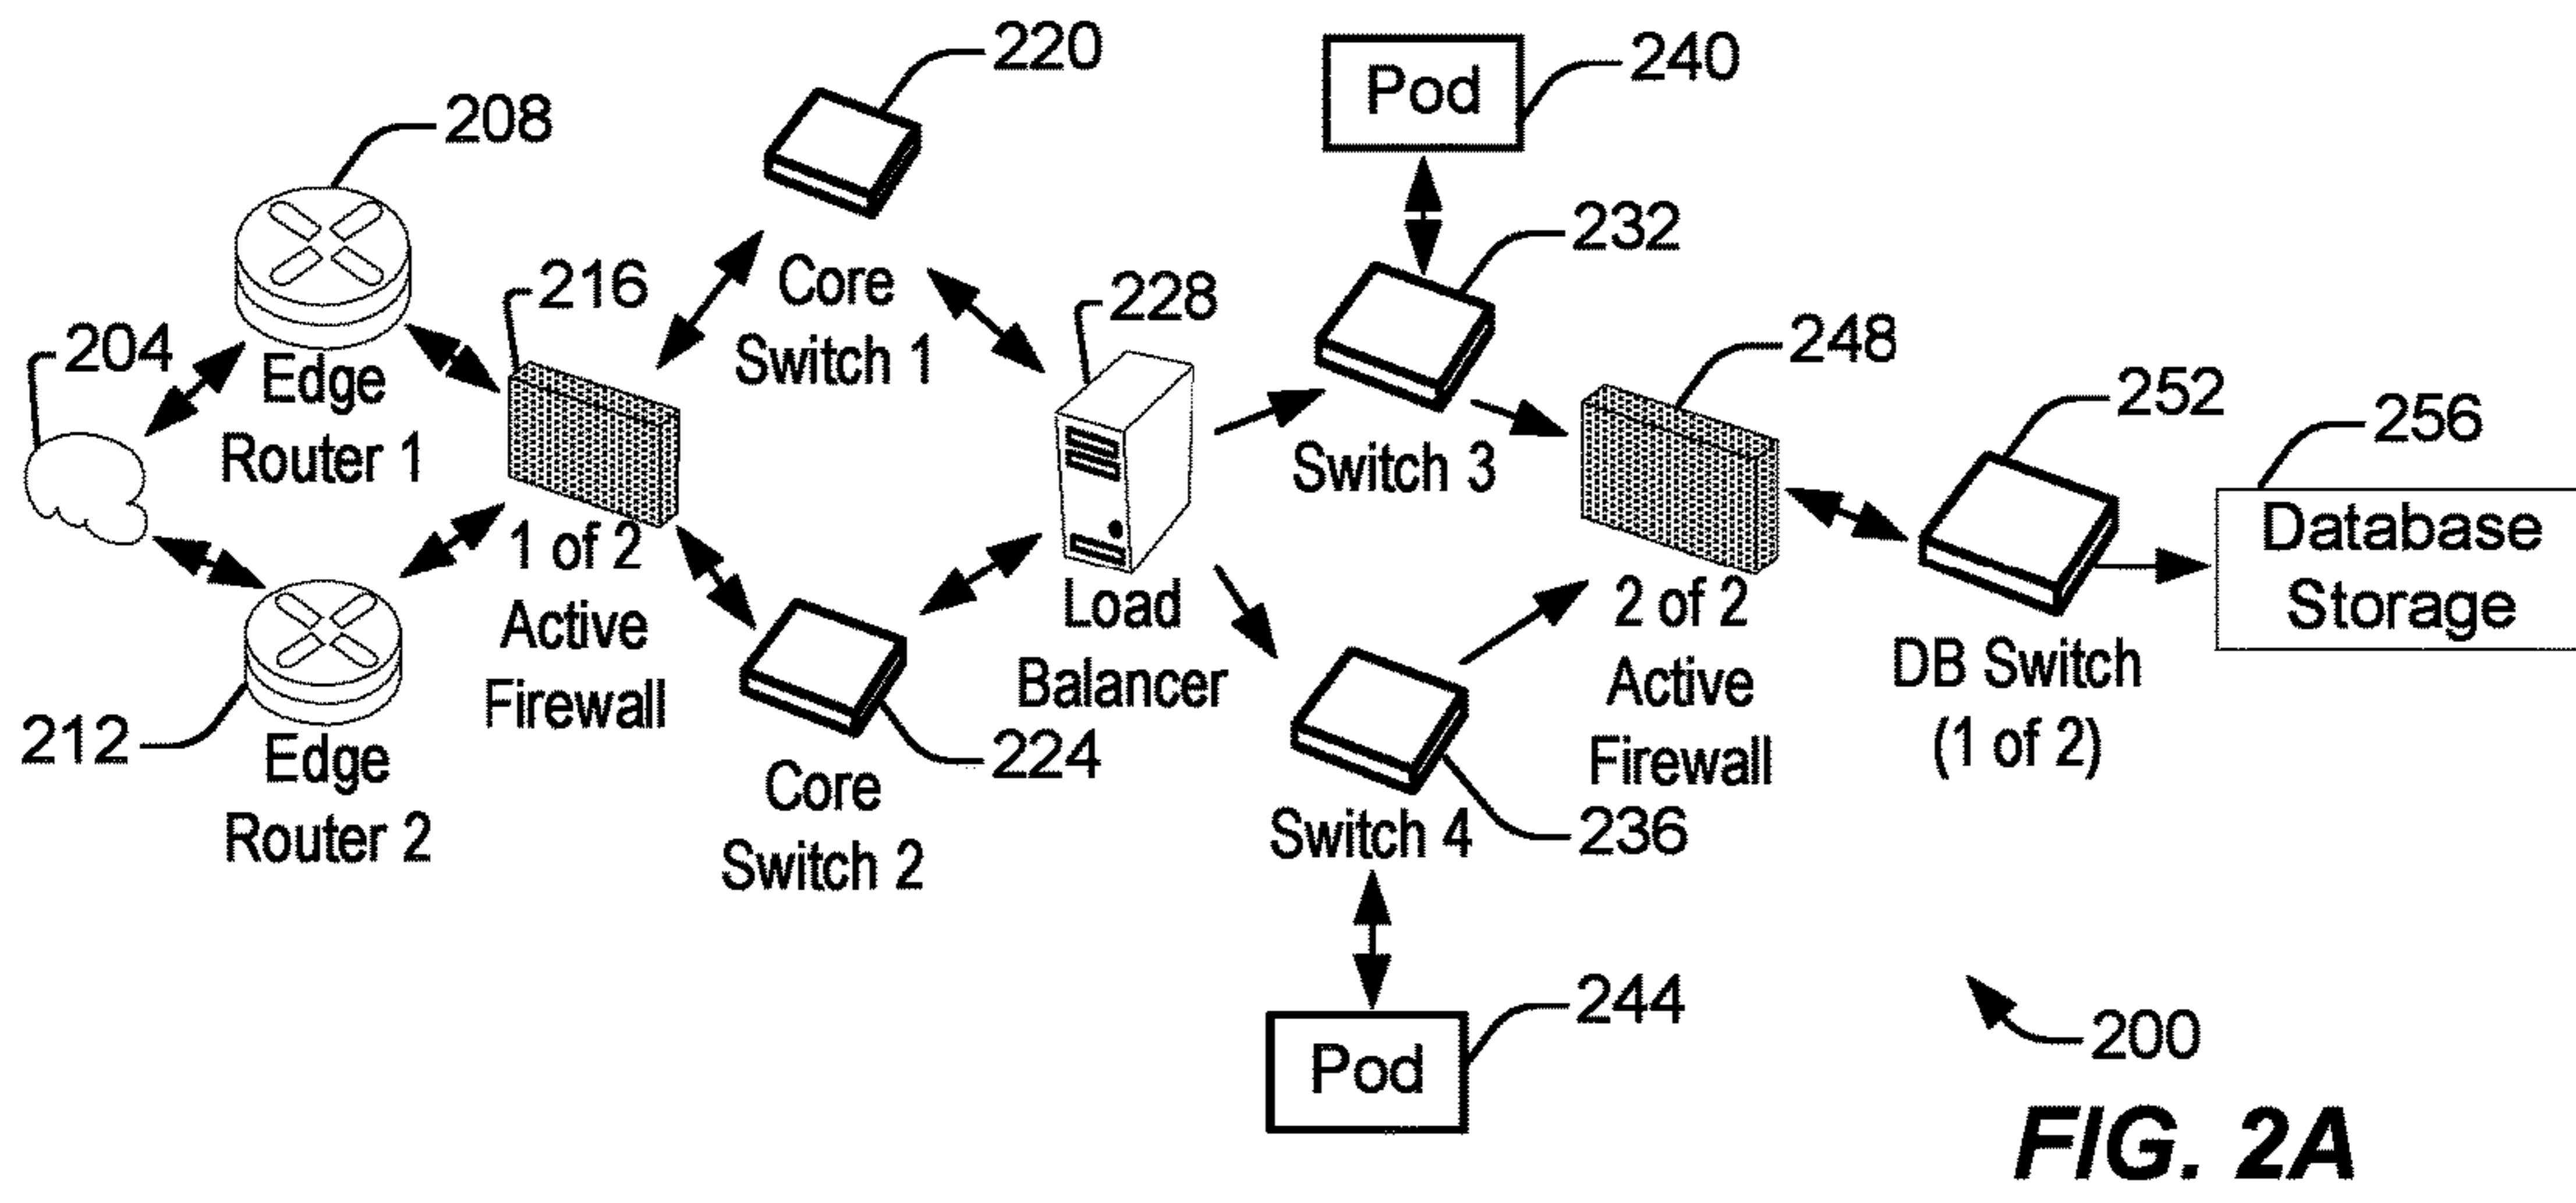 220
Pod
240
208
232
216
Core
Switch 1
228
248
204
Edge
Router 1
252
256
Switch 3
Database
Storage
1 of 2
Active
Firewall
Load
Balancer
2 of 2
Active
Firewall
DB Switch
(1 of 2)
212
Edge
Router 2
224
Core
Switch 2
Switch 4
236
244
Pod
200
FIG. 2A